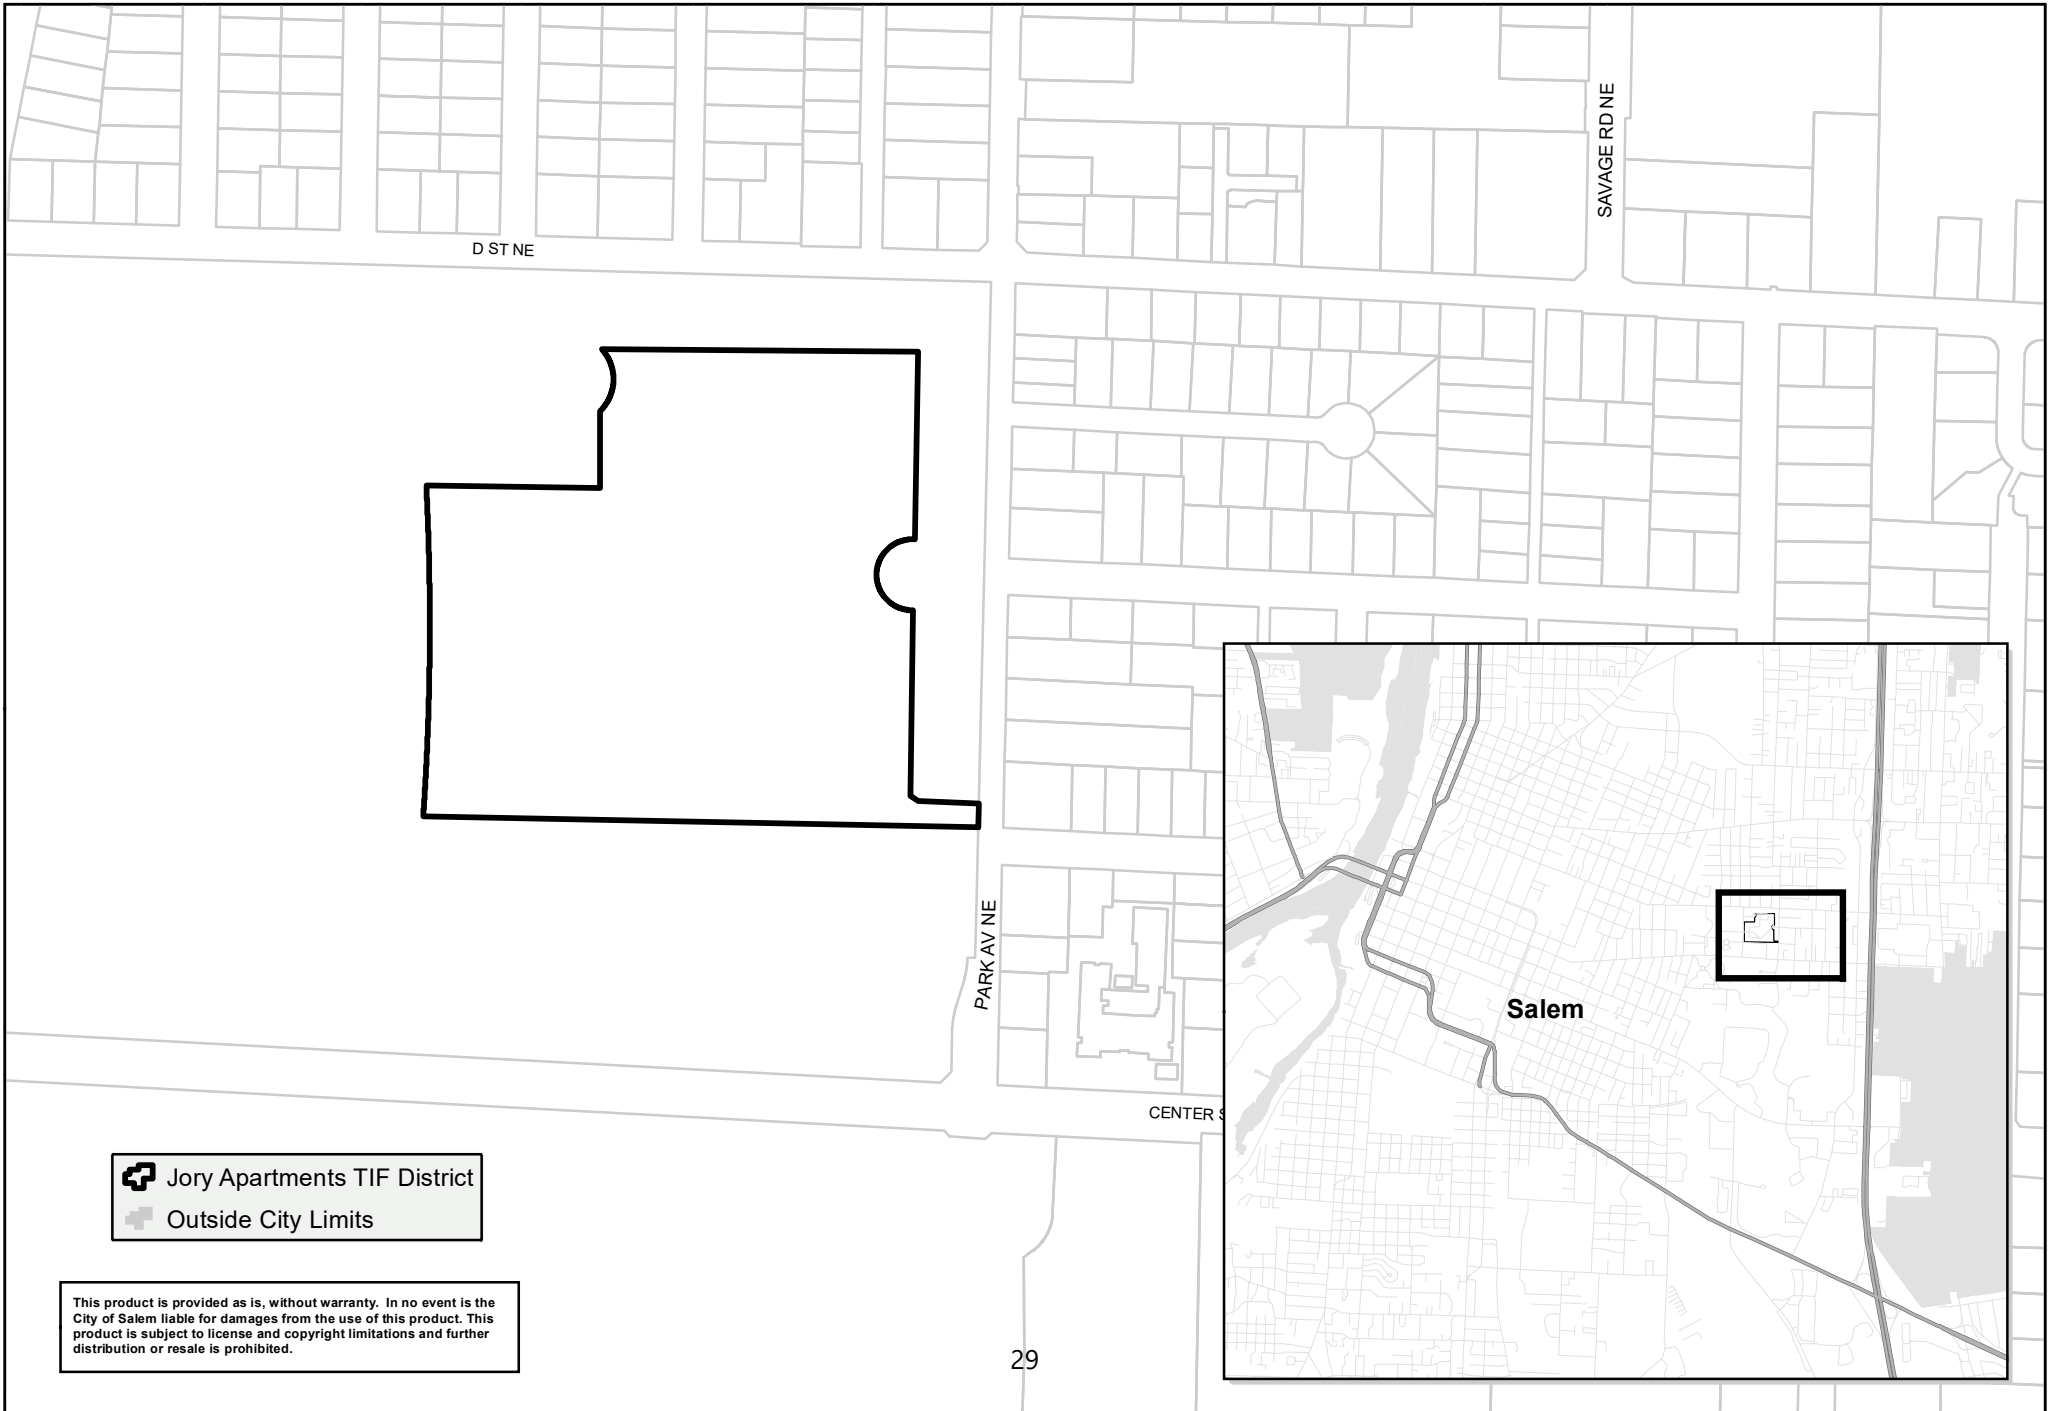 SAVAGE RD NE
D ST NE
PARK AV NE
CENTER S
Salem
Jory Apartments TIF District
Outside City Limits
This product is provided as is, without warranty. In no event is the
City of Salem liable for damages from the use of this product. This
product is subject to license and copyright limitations and further
distribution or resale is prohibited.
29